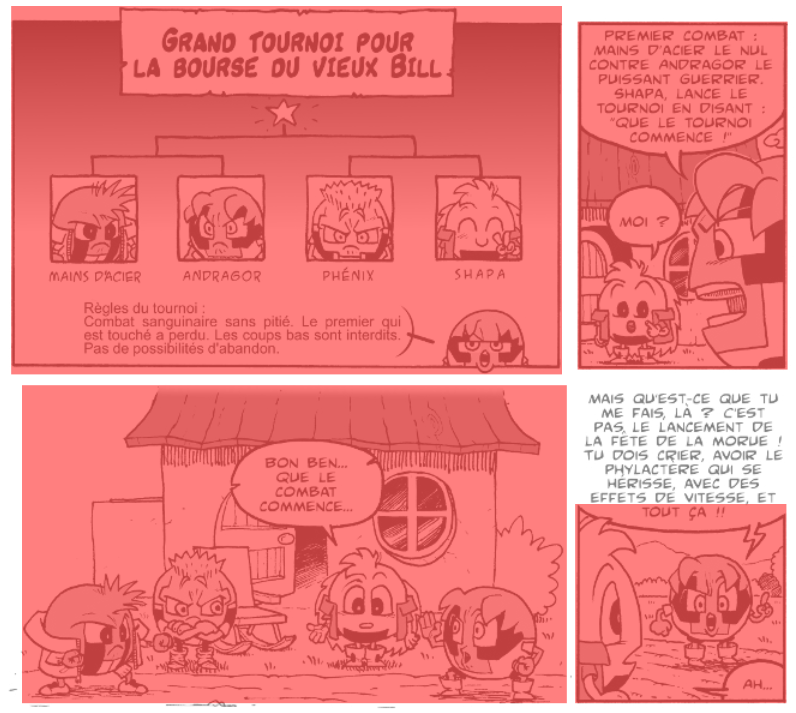 GRAND TOURNOI POUR
LA BOURSE DU VIEUX BILL
MAINS D'ACIER
ANDRAGOR
PHÉNIX
SHAPA
Règles du tournoi :
Combat sanguinaire sans pitié. Le premier qui
est touché a perdu. Les coups bas sont interdits.
Pas de possibilités d'abandon.
PREMIER COMBAT :
MAINS D'ACIER LE NUL
CONTRE ANDRAGOR LE
PUISSANT GUERRIER.
SHAPA, LANCE LE
TOURNOI EN DISANT :
"QUE LE TOURNOI
COMMENCE !"
MOI ?
BON BEN...
QUE LE
COMBAT
COMMENCE...
MAIS QU'EST-CE QUE TU
ME FAIS, LÀ ? C'EST
PAS LE LANCEMENT DE
LA FÊTE DE LA MORUE !
TU DOIS CRIER, AVOIR LE
PHYLACTÈRE QUI SE
HÉRISSE, AVEC DES
EFFETS DE VITESSE, ET
TOUT ÇA !!
AH...